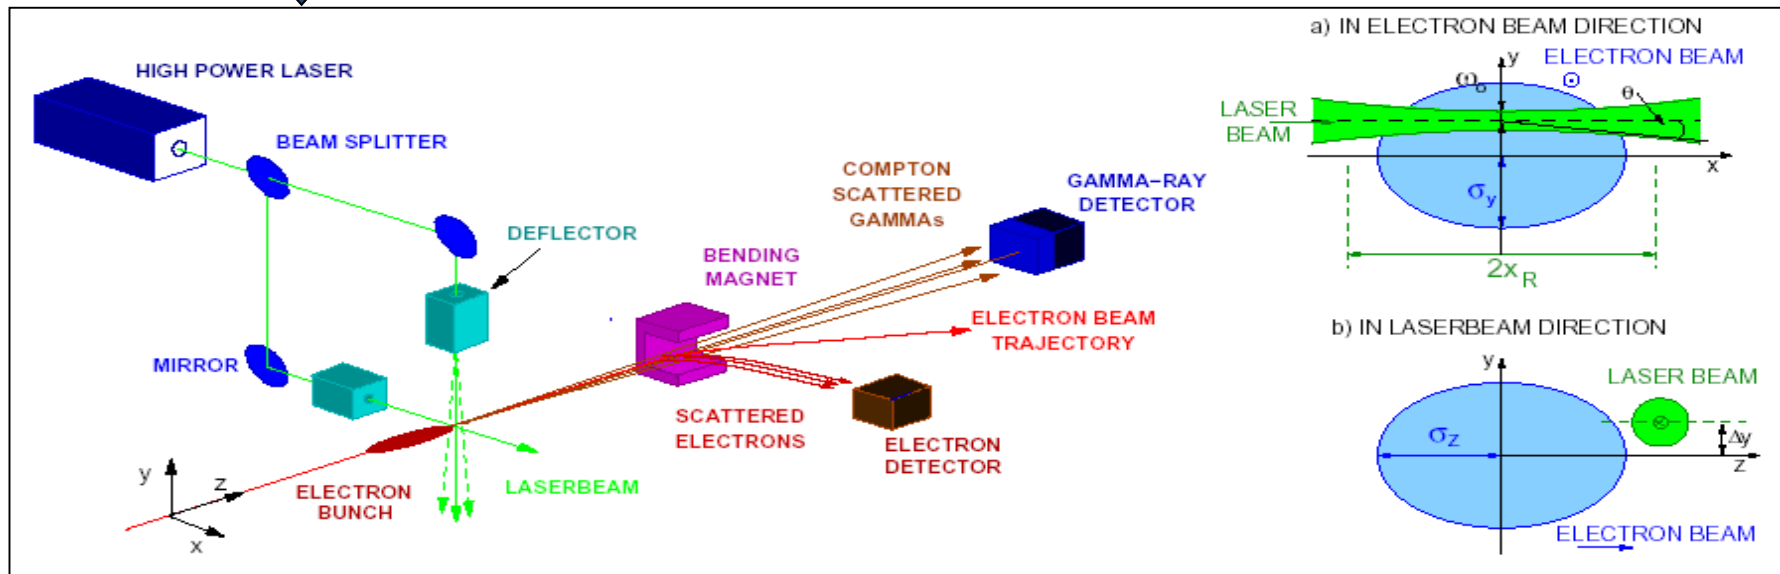 HIGH POWER LASER
BEAM SPLITTER
MIRROR
DEFLECTOR
COMPTON
SCATTERED
GAMMAs
GAMMA-RAY
DETECTOR
BENDING
MAGNET
ELECTRON BEAM
TRAJECTORY
SCATTERED
ELECTRONS
ELECTRON
DETECTOR
LASERBEAM
ELECTRON
BUNCH
y
z
x
a) IN ELECTRON BEAM DIRECTION
y
ELECTRON BEAM
ω₀
θ
LASER
BEAM
x
σy
2xR
b) IN LASERBEAM DIRECTION
y
LASER BEAM
σZ
Δy
z
ELECTRON BEAM